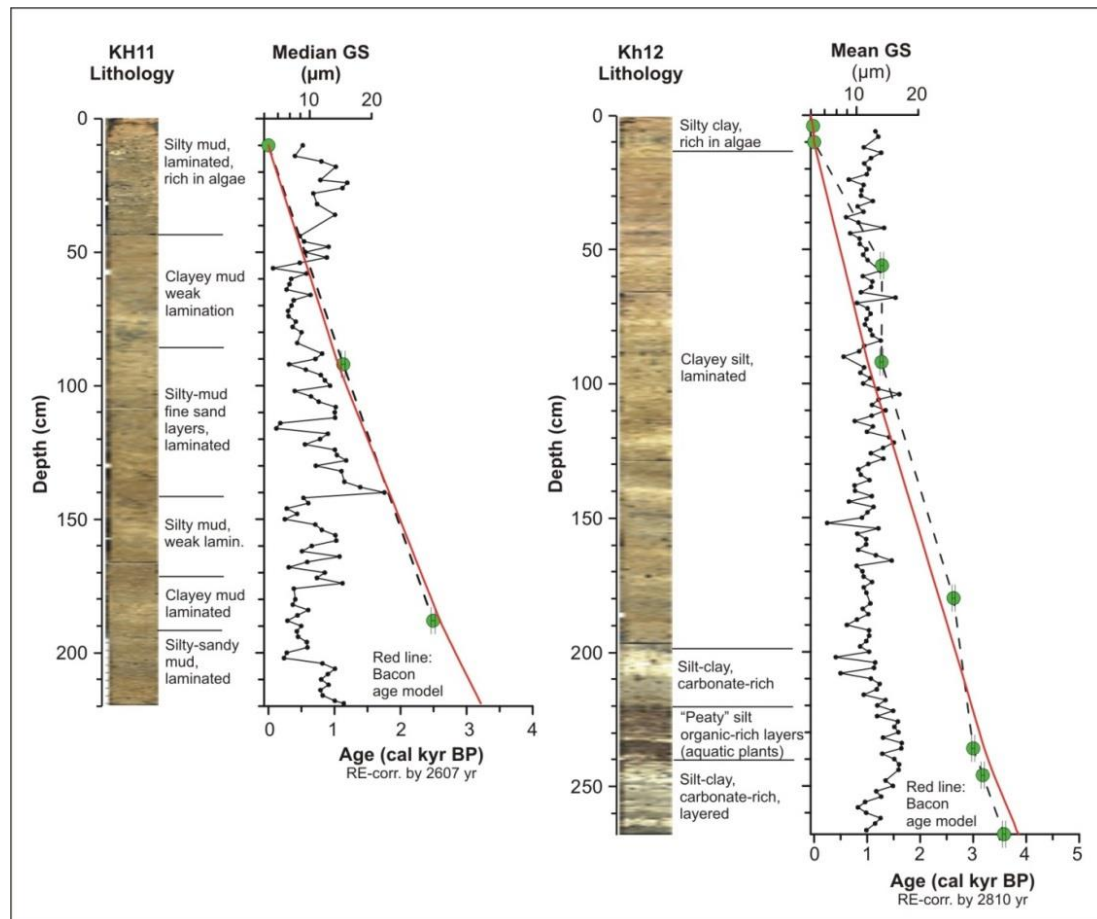 KH11
Lithology
Median GS
(µm)
10
20
0
50
100
150
200
Depth (cm)
Silty mud,
laminated,
rich in algae
Clayey mud
weak
lamination
Silty-mud
fine sand
layers,
laminated
Silty mud,
weak lamin.
Clayey mud
laminated
Silty-sandy
mud,
laminated
Red line:
Bacon
age model
0
1
2
3
4
Age (cal kyr BP)
RE-corr. by 2607 yr
Kh12
Lithology
Mean GS
(µm)
10
20
0
50
100
150
200
250
Depth (cm)
Silty clay,
rich in algae
Clayey silt,
laminated
Silt-clay,
carbonate-rich
“Peaty” silt
organic-rich layers
(aquatic plants)
Silt-clay,
carbonate-rich,
layered
Red line:
Bacon
age model
0
1
2
3
4
5
Age (cal kyr BP)
RE-corr. by 2810 yr